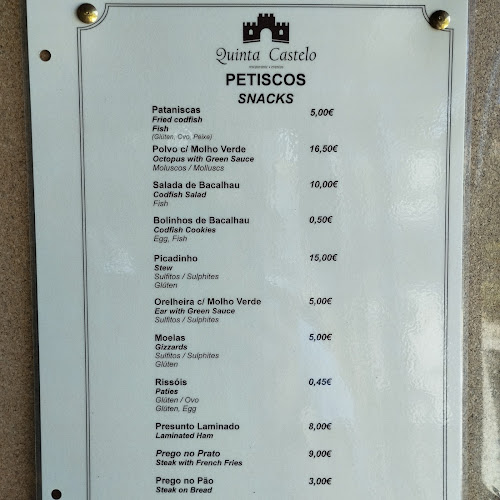 Quinta Castelo
PETISCOS
SNACKS
Pataniscas 5,00€
Fried codfish
Fish
(Glúten, Ovo, Peixe)
Polvo c/ Molho Verde 16,50€
Octopus with Green Sauce
Moluscos / Molluscs
Salada de Bacalhau 10,00€
Codfish Salad
Fish
Bolinhos de Bacalhau 0,50€
Codfish Cookies
Egg, Fish
Picadinho 15,00€
Stew
Sulfitos / Sulphites
Glúten
Orelheira c/ Molho Verde 5,00€
Ear with Green Sauce
Sulfitos / Sulphites
Moelas 5,00€
Gizzards
Sulfitos / Sulphites
Glúten
Rissóis 0,45€
Paties
Glúten / Ovo
Glúten, Egg
Presunto Laminado 8,00€
Laminated Ham
Prego no Prato 9,00€
Steak with French Fries
Prego no Pão 3,00€
Steak on Bread